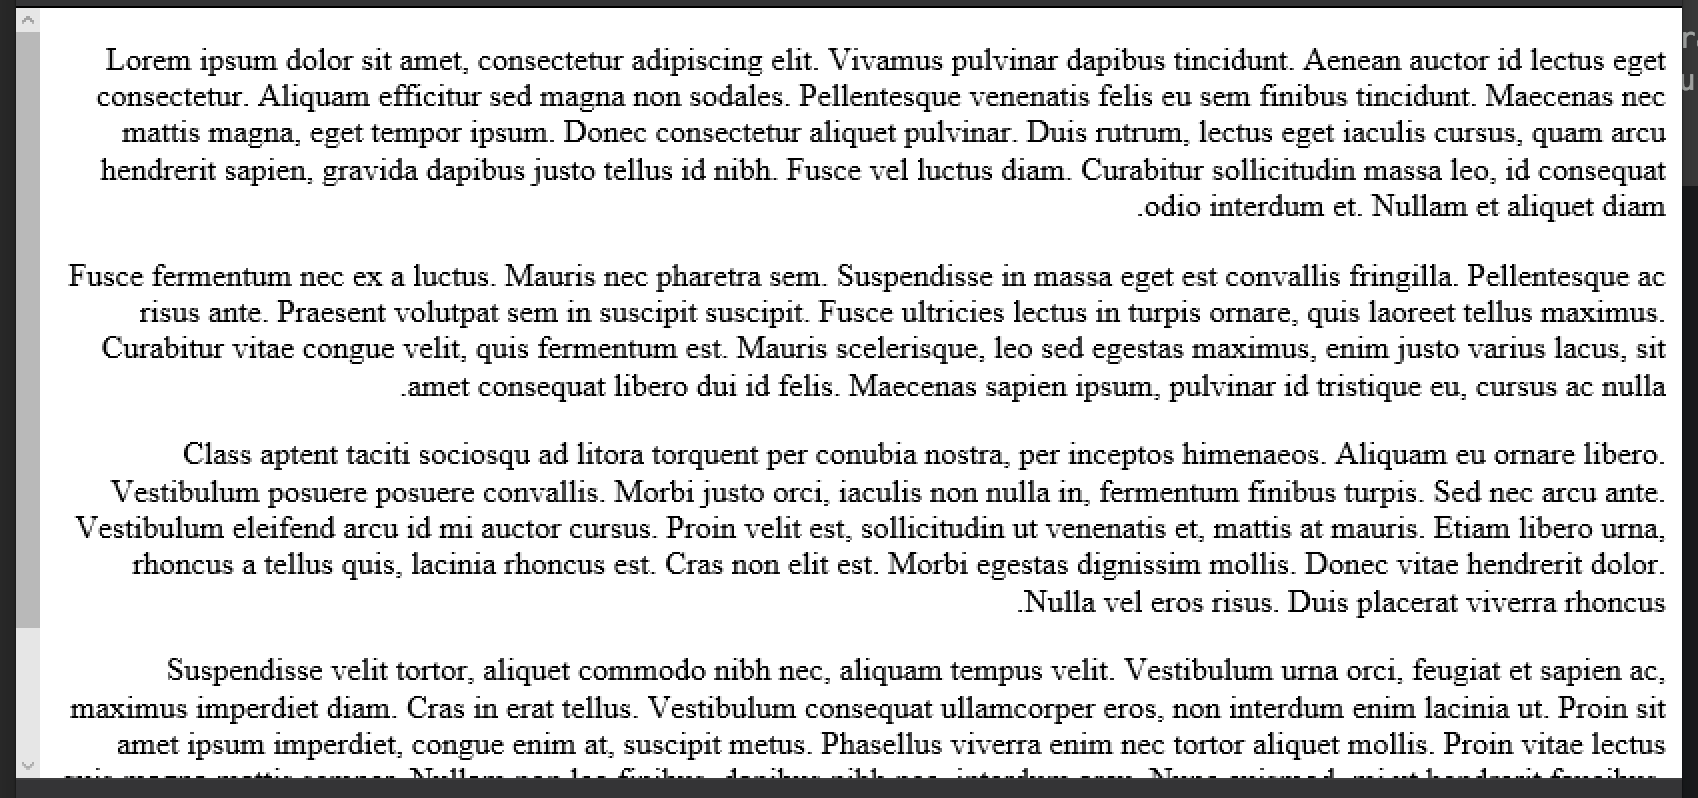 Lorem ipsum dolor sit amet, consectetur adipiscing elit. Vivamus pulvinar dapibus tincidunt. Aenean auctor id lectus eget
consectetur. Aliquam efficitur sed magna non sodales. Pellentesque venenatis felis eu sem finibus tincidunt. Maecenas nec
mattis magna, eget tempor ipsum. Donec consectetur aliquet pulvinar. Duis rutrum, lectus eget iaculis cursus, quam arcu
hendrerit sapien, gravida dapibus justo tellus id nibh. Fusce vel luctus diam. Curabitur sollicitudin massa leo, id consequat
.odio interdum et. Nullam et aliquet diam
Fusce fermentum nec ex a luctus. Mauris nec pharetra sem. Suspendisse in massa eget est convallis fringilla. Pellentesque ac
risus ante. Praesent volutpat sem in suscipit suscipit. Fusce ultricies lectus in turpis ornare, quis laoreet tellus maximus.
Curabitur vitae congue velit, quis fermentum est. Mauris scelerisque, leo sed egestas maximus, enim justo varius lacus, sit
.amet consequat libero dui id felis. Maecenas sapien ipsum, pulvinar id tristique eu, cursus ac nulla
Class aptent taciti sociosqu ad litora torquent per conubia nostra, per inceptos himenaeos. Aliquam eu ornare libero.
Vestibulum posuere posuere convallis. Morbi justo orci, iaculis non nulla in, fermentum finibus turpis. Sed nec arcu ante.
Vestibulum eleifend arcu id mi auctor cursus. Proin velit est, sollicitudin ut venenatis et, mattis at mauris. Etiam libero urna,
rhoncus a tellus quis, lacinia rhoncus est. Cras non elit est. Morbi egestas dignissim mollis. Donec vitae hendrerit dolor.
.Nulla vel eros risus. Duis placerat viverra rhoncus
Suspendisse velit tortor, aliquet commodo nibh nec, aliquam tempus velit. Vestibulum urna orci, feugiat et sapien ac,
maximus imperdiet diam. Cras in erat tellus. Vestibulum consequat ullamcorper eros, non interdum enim lacinia ut. Proin sit
amet ipsum imperdiet, congue enim at, suscipit metus. Phasellus viverra enim nec tortor aliquet mollis. Proin vitae lectus